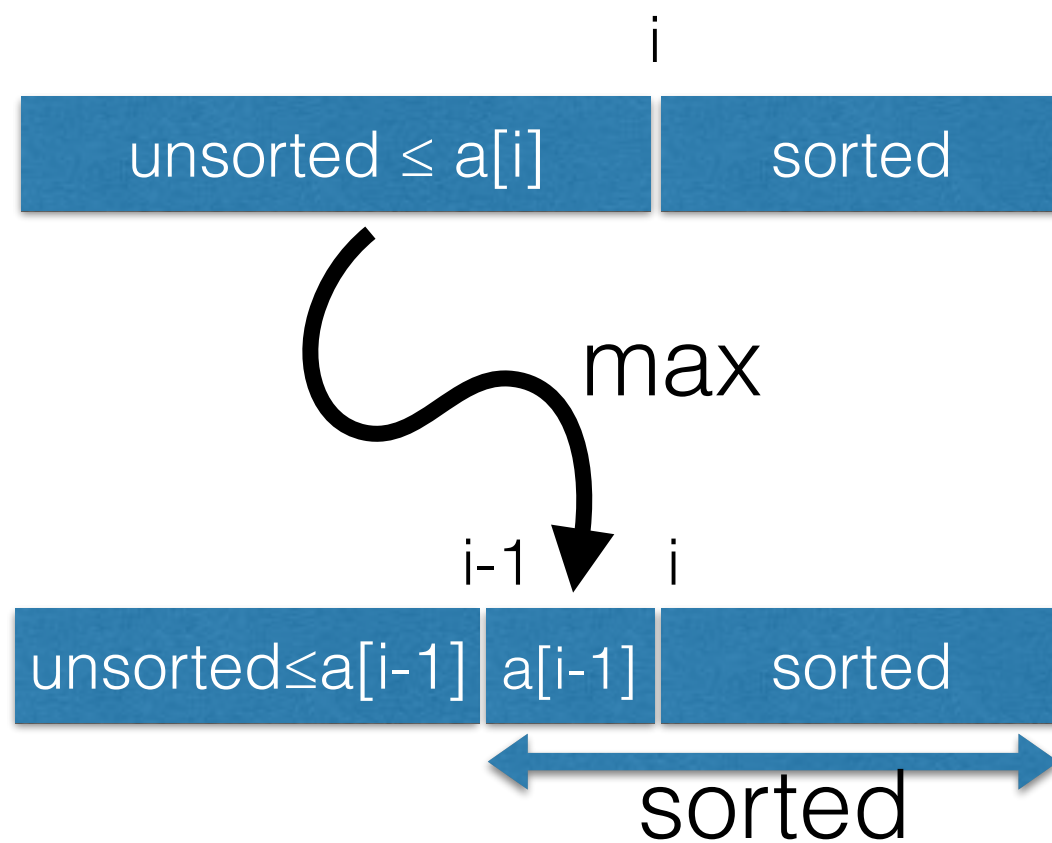 i
unsorted ≤ a[i] sorted
max
i-1 i
unsorted≤a[i-1] a[i-1] sorted
sorted